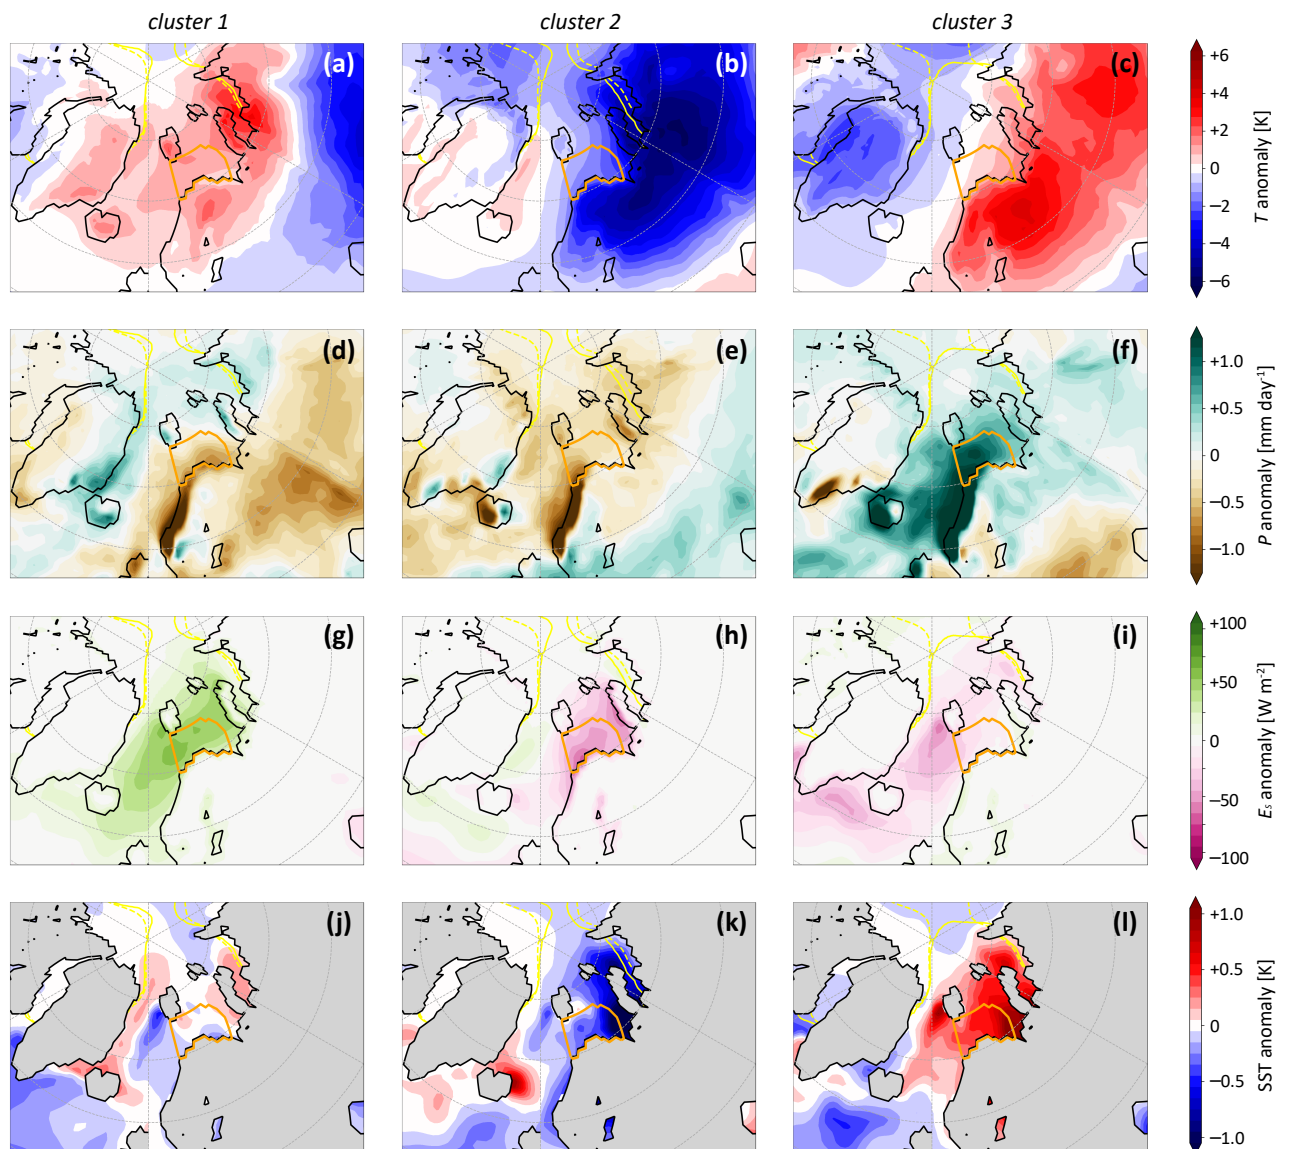 cluster 1 cluster 2 cluster 3
(a) (b) (c)
+6
+4
+2
0
−2
−4
−6
T anomaly [K]
(d) (e) (f)
+1.0
+0.5
0
−0.5
−1.0
P anomaly [mm day⁻¹]
(g) (h) (i)
+100
+50
0
−50
−100
Eₛ anomaly [W m⁻²]
(j) (k) (l)
+1.0
+0.5
0
−0.5
−1.0
SST anomaly [K]